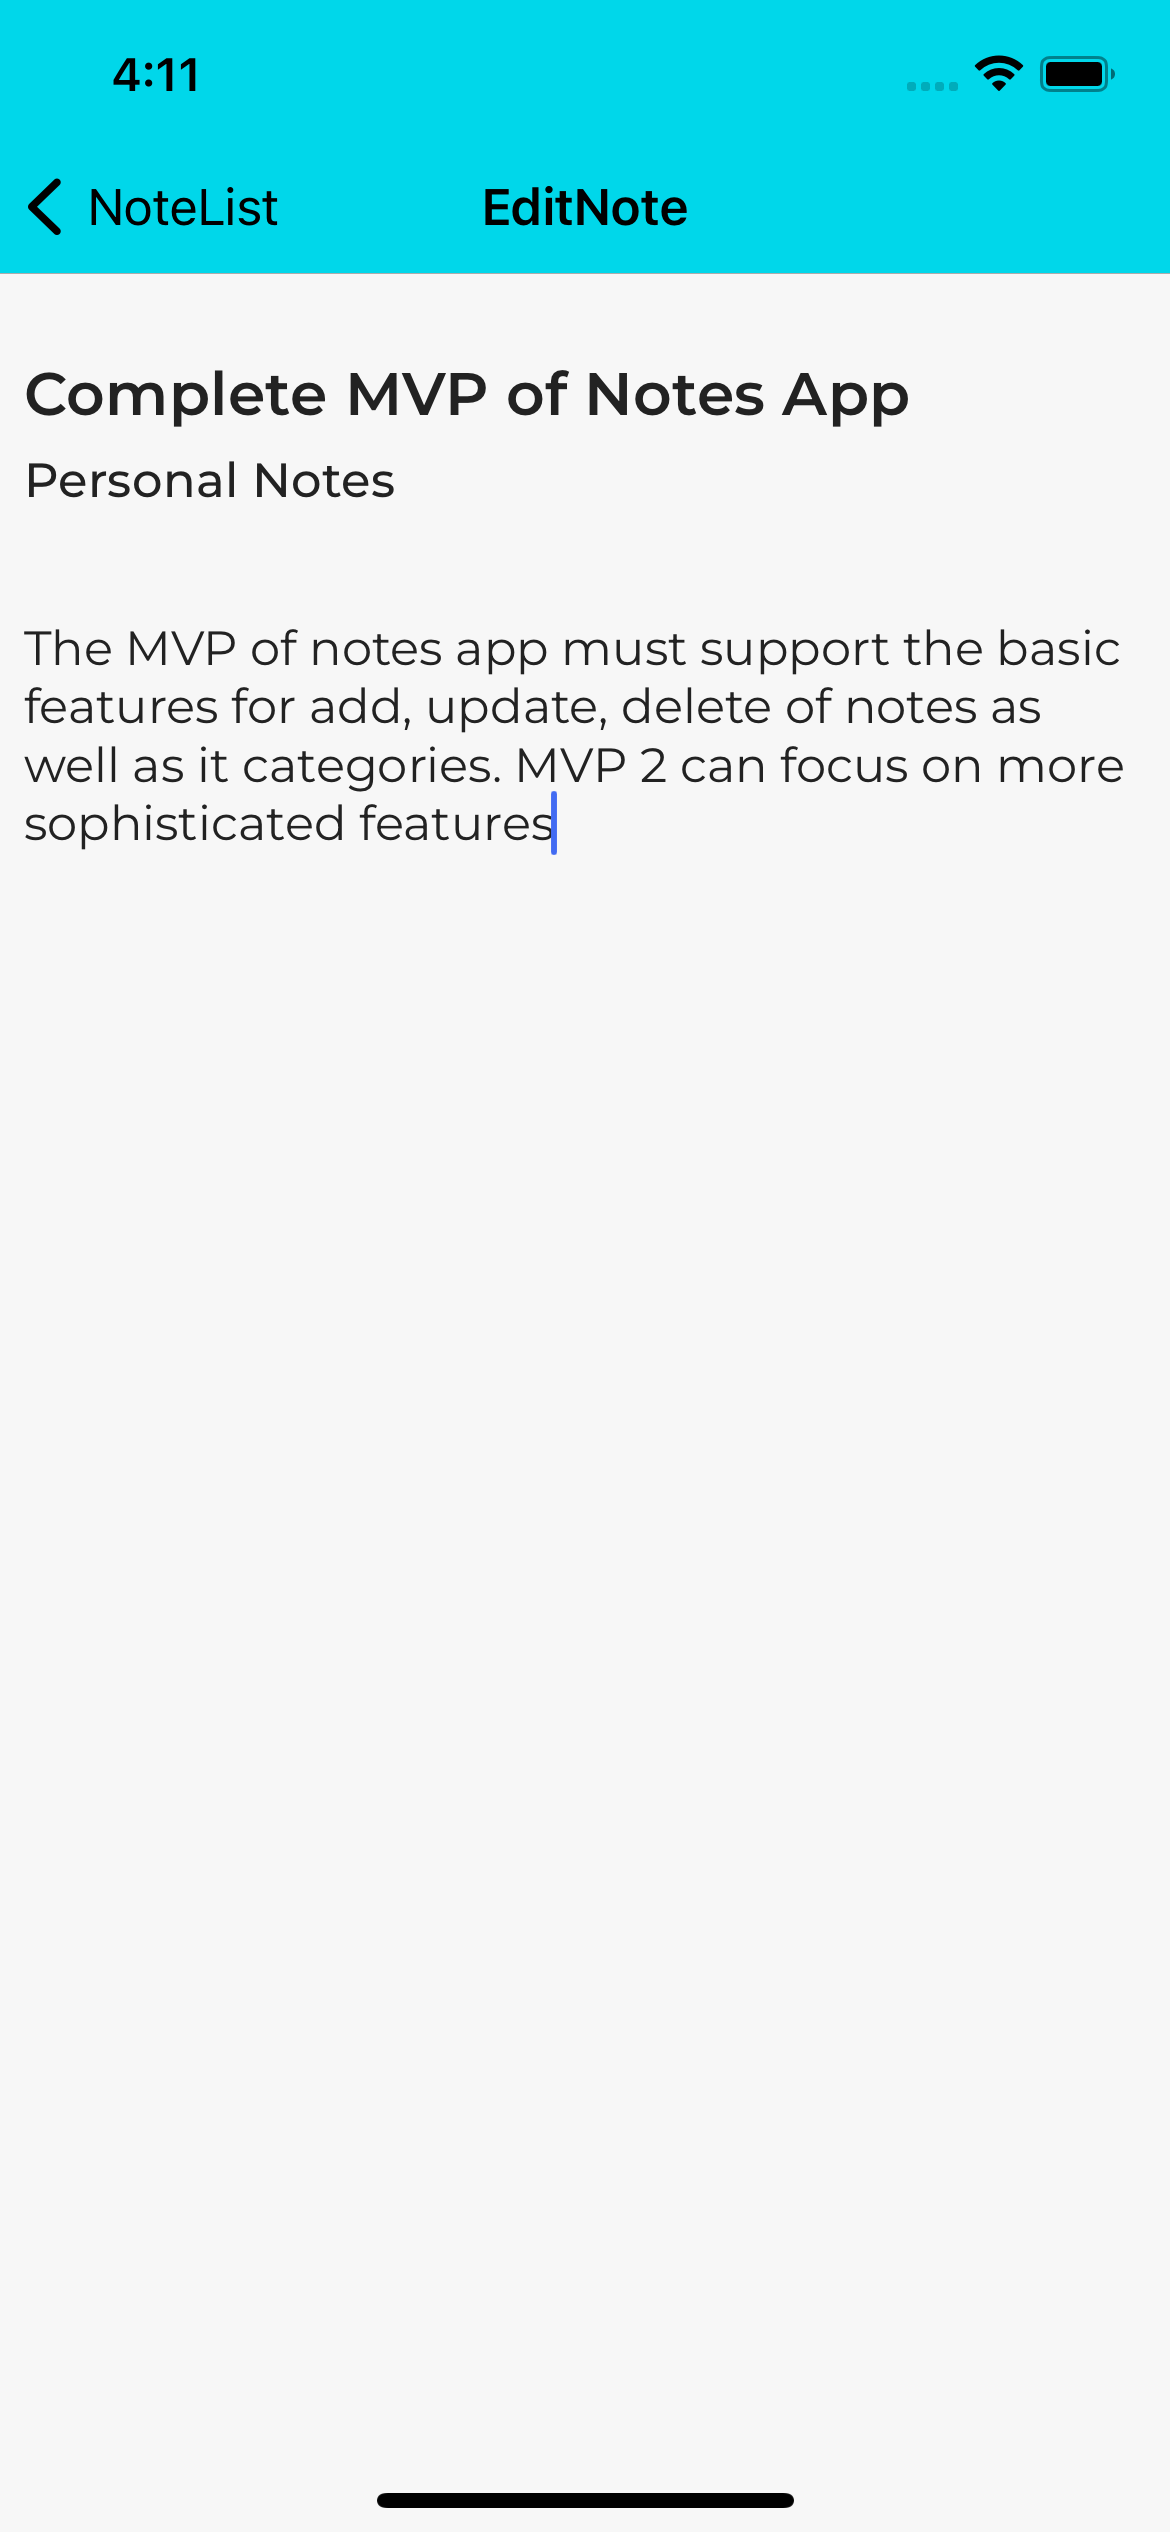 4:11
NoteList
EditNote
Complete MVP of Notes App
Personal Notes
The MVP of notes app must support the basic
features for add, update, delete of notes as
well as it categories. MVP 2 can focus on more
sophisticated features